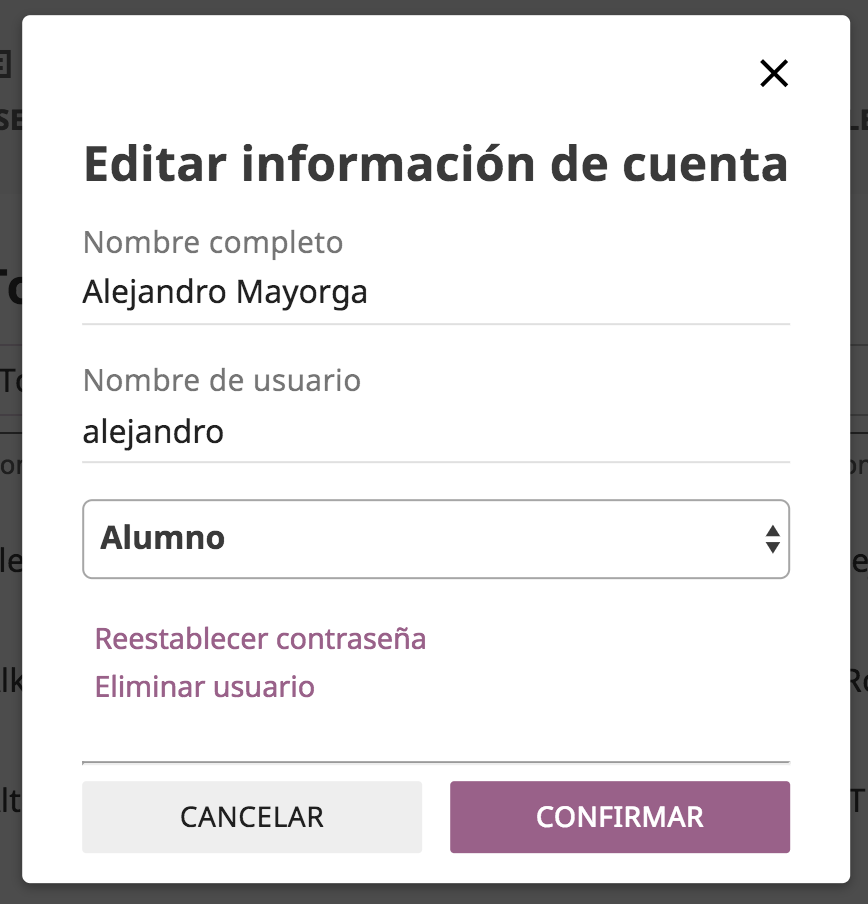 Editar información de cuenta
Nombre completo
Alejandro Mayorga
Nombre de usuario
alejandro
Alumno
Reestablecer contraseña
Eliminar usuario
CANCELAR
CONFIRMAR